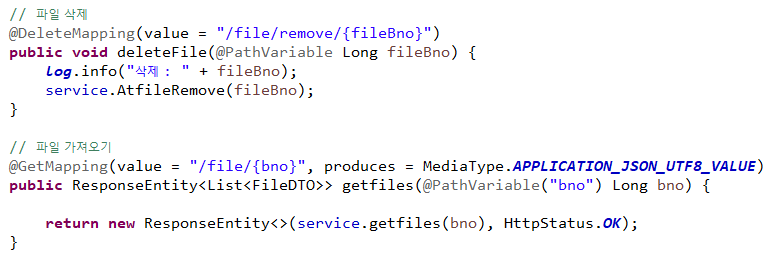 // 파일 삭제
@DeleteMapping(value = "/file/remove/{fileBno}")
public void deleteFile(@PathVariable Long fileBno) {
    log.info("삭제 : " + fileBno);
    service.AtfileRemove(fileBno);
}

// 파일 가져오기
@GetMapping(value = "/file/{bno}", produces = MediaType.APPLICATION_JSON_UTF8_VALUE)
public ResponseEntity<List<FileDTO>> getfiles(@PathVariable("bno") Long bno) {

    return new ResponseEntity<>(service.getfiles(bno), HttpStatus.OK);
}